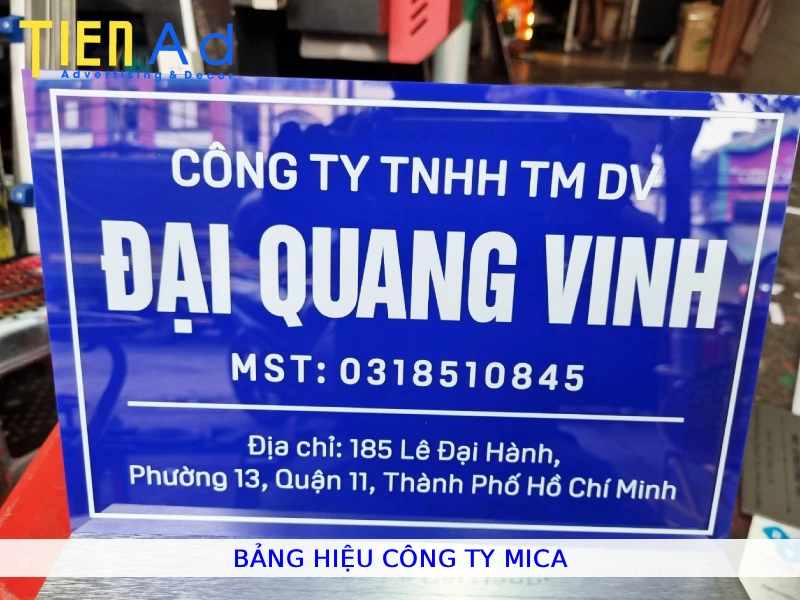 TIEN Ad
Advertising & Decor
CÔNG TY TNHH TM DV
ĐẠI QUANG VINH
MST: 0318510845
Địa chỉ: 185 Lê Đại Hành,
Phường 13, Quận 11, Thành Phố Hồ Chí Minh
BẢNG HIỆU CÔNG TY MICA